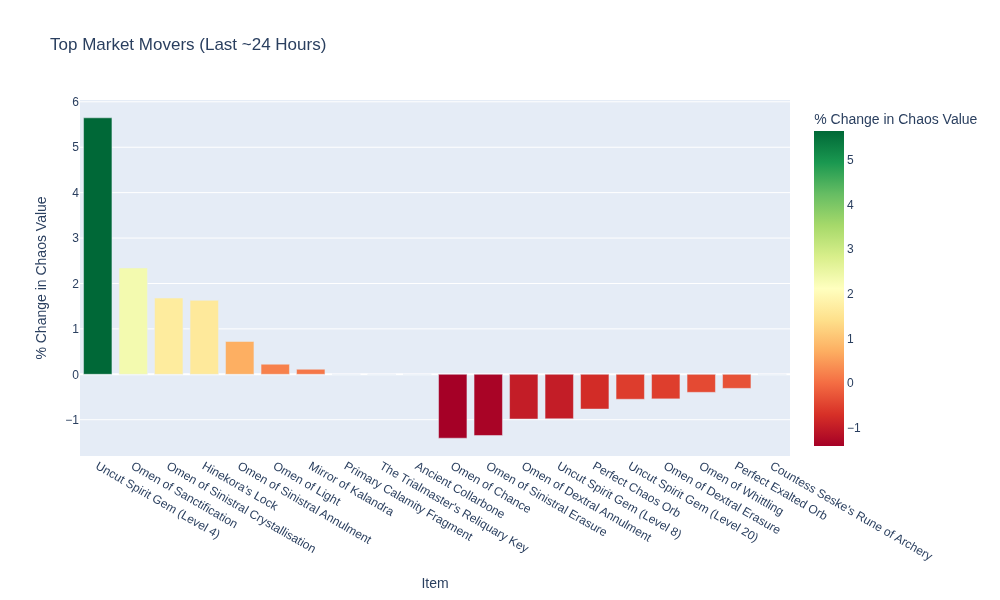 Top Market Movers (Last ~24 Hours)
% Change in Chaos Value
6
5
4
3
2
1
0
−1
% Change in Chaos Value
5
4
3
2
1
0
−1
Uncut Spirit Gem (Level 4)
Omen of Sanctification
Omen of Sinistral Crystallisation
Hinekora's Lock
Omen of Sinistral Annulment
Omen of Light
Mirror of Kalandra
Primary Calamity Fragment
The Trialmaster's Reliquary Key
Ancient Collarbone
Omen of Chance
Omen of Sinistral Erasure
Omen of Dextral Annulment
Uncut Spirit Gem (Level 8)
Perfect Chaos Orb
Uncut Spirit Gem (Level 20)
Omen of Dextral Erasure
Omen of Whittling
Perfect Exalted Orb
Countess Seske's Rune of Archery
Item